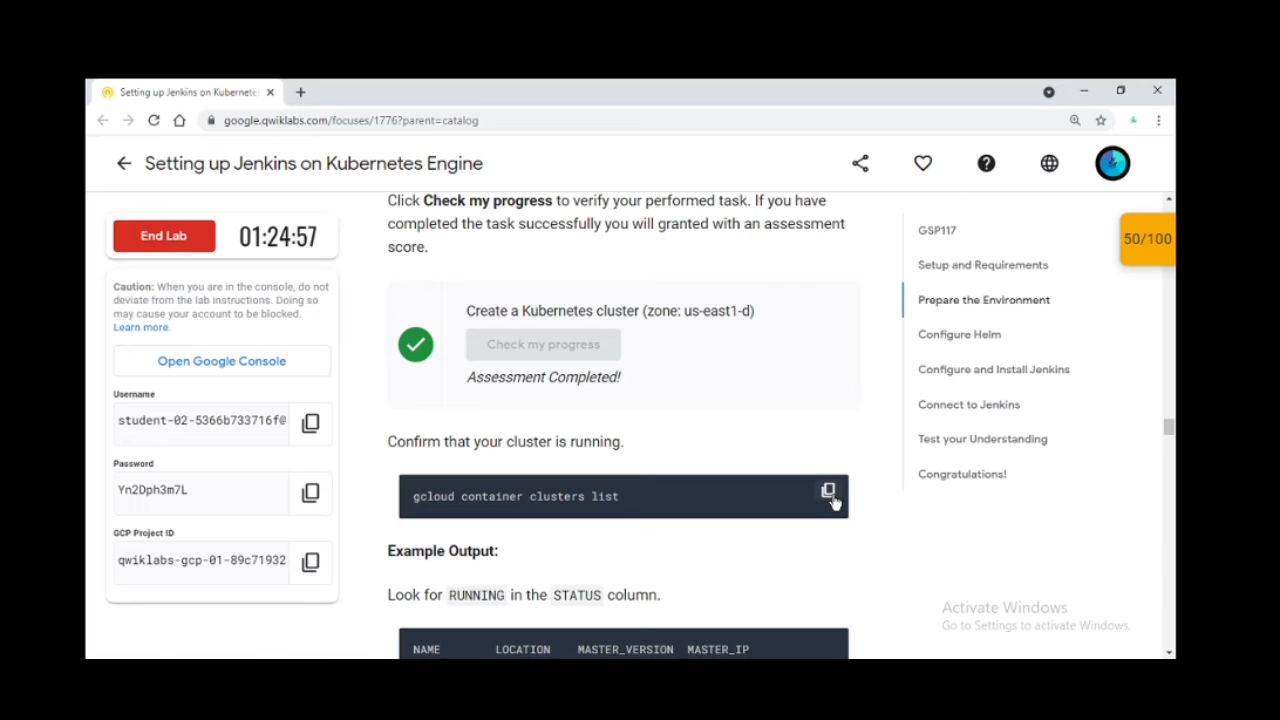 Setting up Jenkins on Kubernete
google.qwiklabs.com/focuses/1776?parent=catalog
Setting up Jenkins on Kubernetes Engine
End Lab
01:24:57
Caution: When you are in the console, do not
deviate from the lab instructions. Doing so
may cause your account to be blocked.
Learn more.
Open Google Console
Username
student-02-5366b733716f@
Password
Yn2Dph3m7L
GCP Project ID
qwiklabs-gcp-01-89c71932
Click Check my progress to verify your performed task. If you have
completed the task successfully you will granted with an assessment
score.
Create a Kubernetes cluster (zone: us-east1-d)
Check my progress
Assessment Completed!
Confirm that your cluster is running.
gcloud container clusters list
Example Output:
Look for RUNNING in the STATUS column.
NAME LOCATION MASTER_VERSION MASTER_IP
GSP117
Setup and Requirements
Prepare the Environment
Configure Helm
Configure and Install Jenkins
Connect to Jenkins
Test your Understanding
Congratulations!
50/100
Activate Windows
Go to Settings to activate Windows.